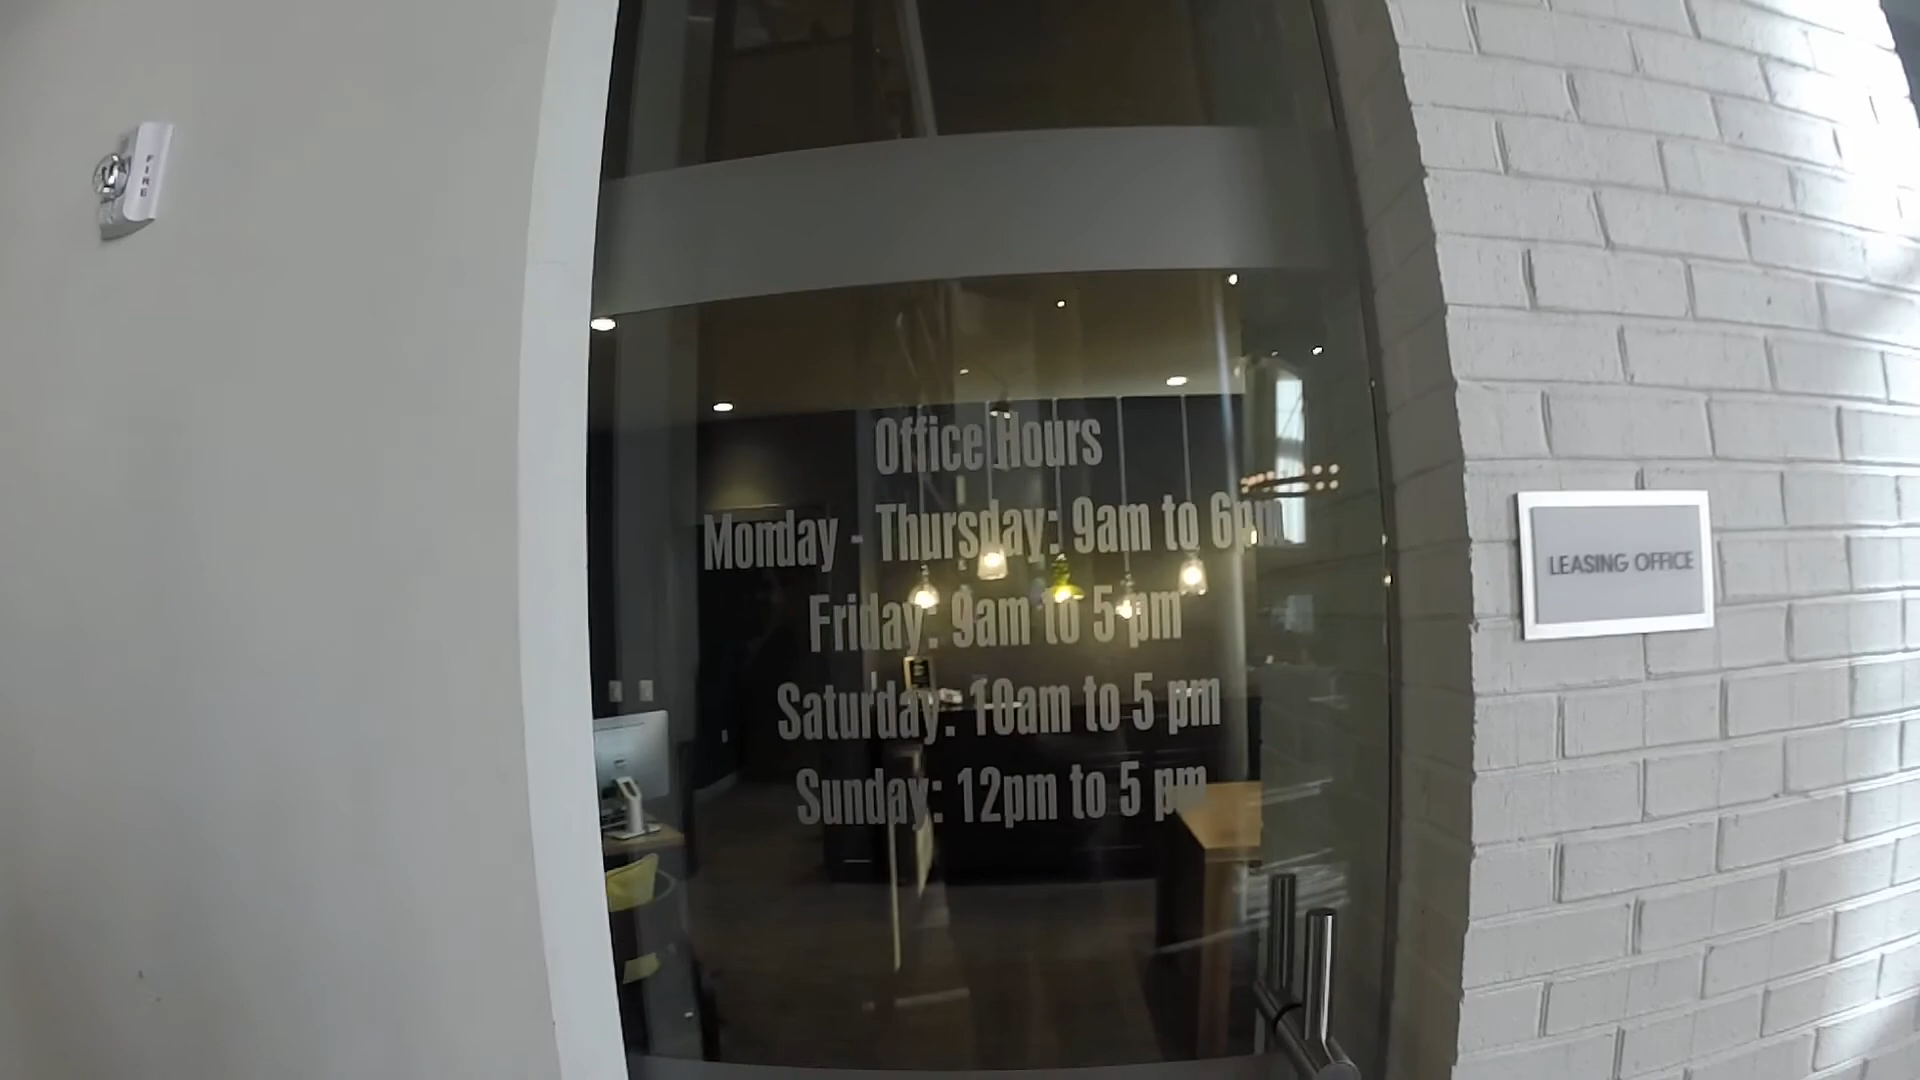 FIRE
Office Hours
Monday - Thursday: 9am to 6pm
Friday: 9am to 5 pm
Saturday: 10am to 5 pm
Sunday: 12pm to 5 pm
LEASING OFFICE